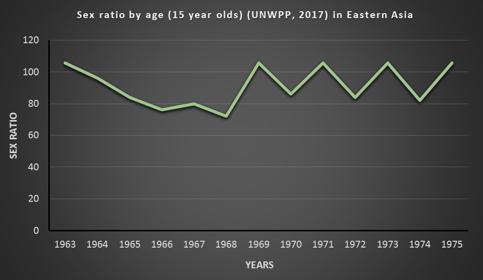 Sex ratio by age (15 year olds) (UNWPP, 2017) in Eastern Asia
120
100
80
60
40
20
0
SEX RATIO
1963 1964 1965 1966 1967 1968 1969 1970 1971 1972 1973 1974 1975
YEARS